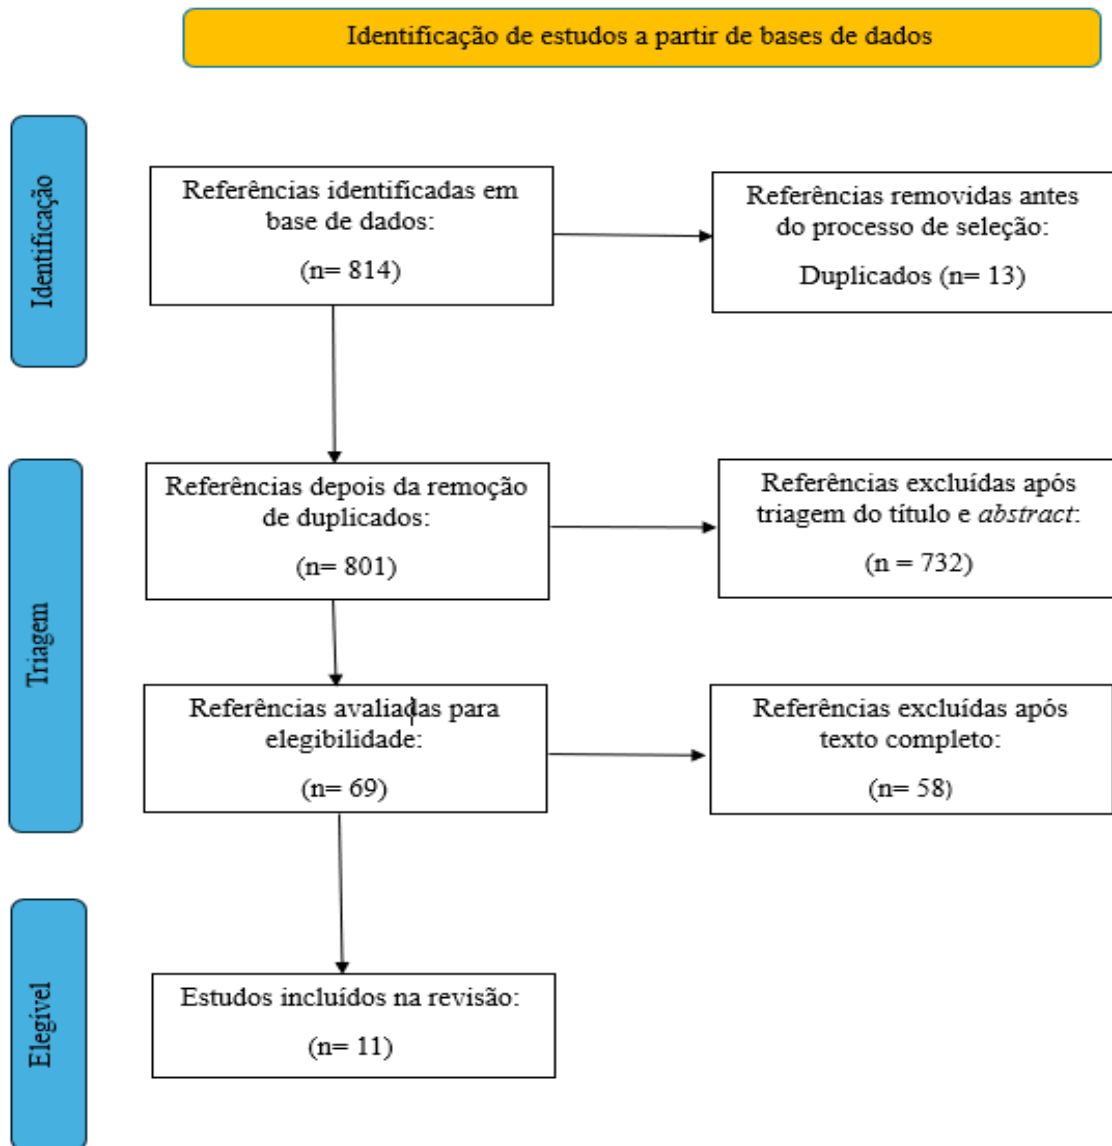 Identificação de estudos a partir de bases de dados
Identificação
Referências identificadas em
base de dados:
(n= 814)
Referências removidas antes
do processo de seleção:
Duplicados (n= 13)
Triagem
Referências depois da remoção
de duplicados:
(n= 801)
Referências excluídas após
triagem do título e abstract:
(n = 732)
Referências avaliadas para
elegibilidade:
(n= 69)
Referências excluídas após
texto completo:
(n= 58)
Elegível
Estudos incluídos na revisão:
(n= 11)